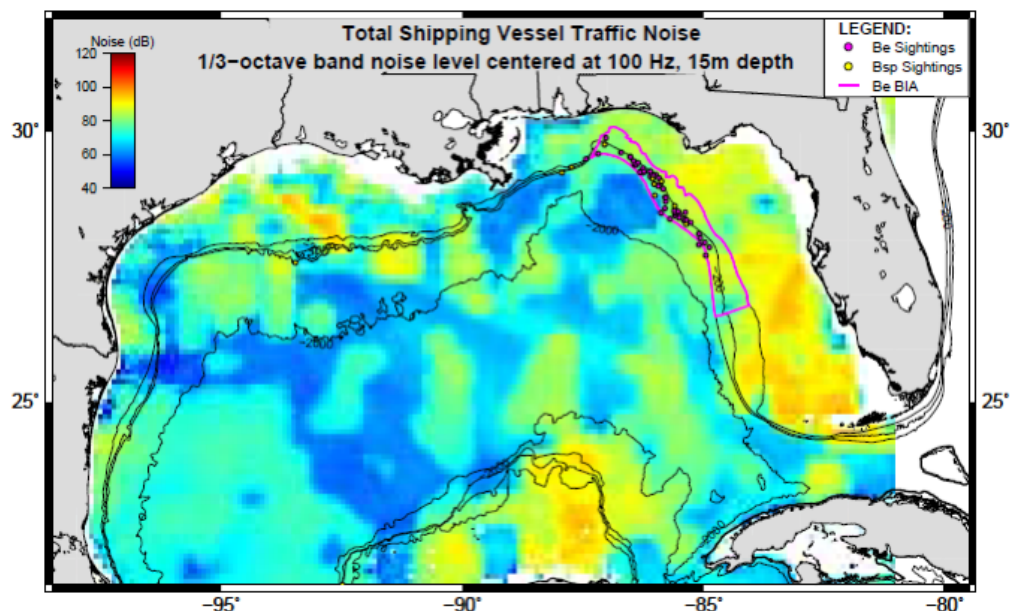 Total Shipping Vessel Traffic Noise
1/3−octave band noise level centered at 100 Hz, 15m depth
Noise (dB)
120
100
80
60
40
LEGEND:
Be Sightings
Bsp Sightings
Be BIA
30°
30°
25°
25°
−95°
−90°
−85°
−80°